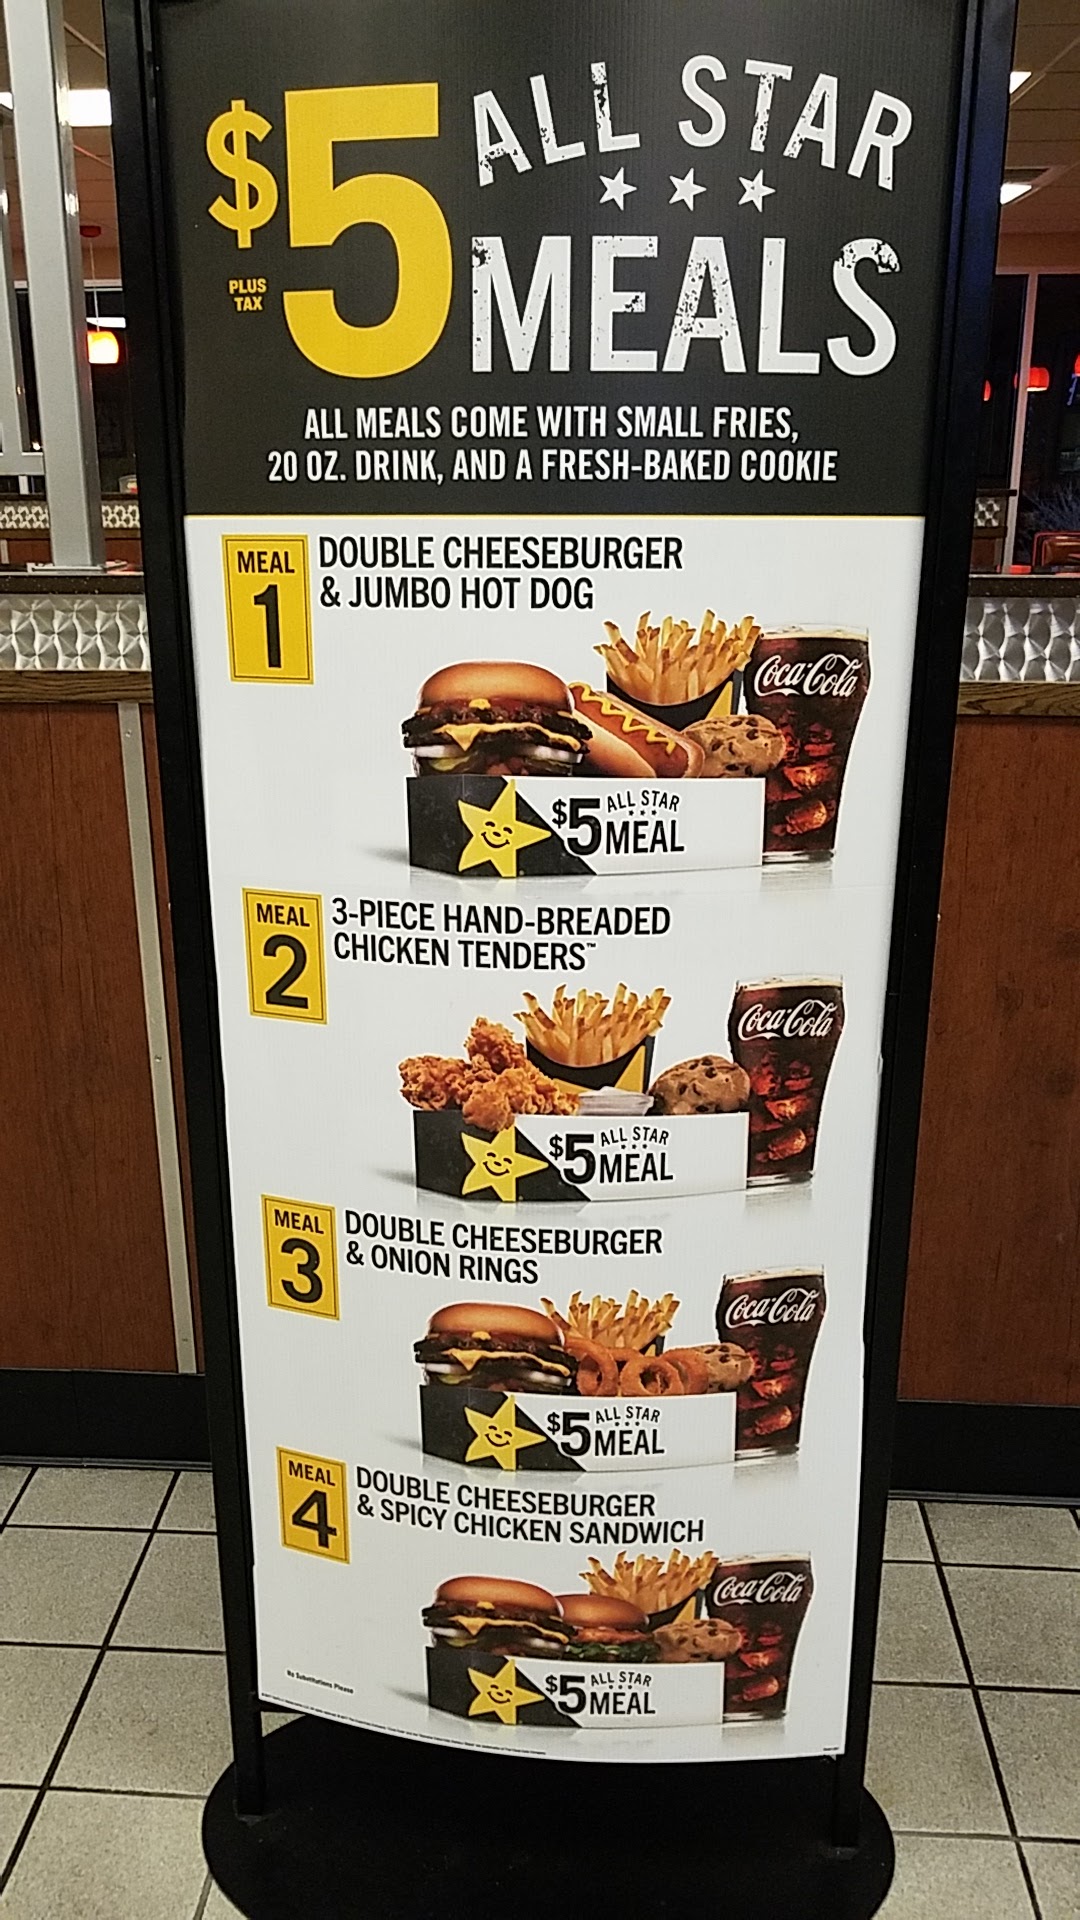 $5 ALL STAR
PLUS
TAX
MEALS
ALL MEALS COME WITH SMALL FRIES,
20 OZ. DRINK, AND A FRESH-BAKED COOKIE
MEAL
1
DOUBLE CHEESEBURGER
& JUMBO HOT DOG
Coca-Cola
$5 ALL STAR
MEAL
MEAL
2
3-PIECE HAND-BREADED
CHICKEN TENDERS™
Coca-Cola
$5 ALL STAR
MEAL
MEAL
3
DOUBLE CHEESEBURGER
& ONION RINGS
Coca-Cola
$5 ALL STAR
MEAL
MEAL
4
DOUBLE CHEESEBURGER
& SPICY CHICKEN SANDWICH
Coca-Cola
$5 ALL STAR
MEAL
No Substitutions Please